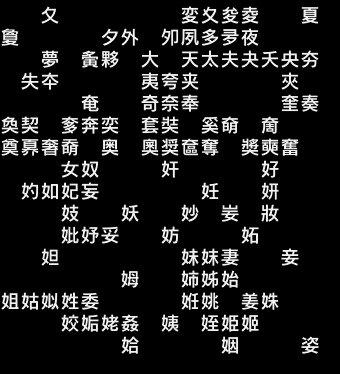 夂 変夊夋夌 夏
夐 夕外 夘夙多夛夜
夢 夤夥 大 天太夫夬夭央夯
失夲 夷夸夹 夾
奄 奇奈奉 奎奏
奐契 奓奔奕 套奘 奚奛 奝
奠奡奢奣 奥 奧奨奩奪 奬奭奮
女奴 奸 好
妁如妃妄 妊 妍
妓 妖 妙 妛 妝
妣妤妥 妨 妬
妲 妹妺妻 妾
姆 姉姊始
姐姑姒姓委 姙姚 姜姝
姣姤姥姦 姨 姪姫姬
姶 姻 姿